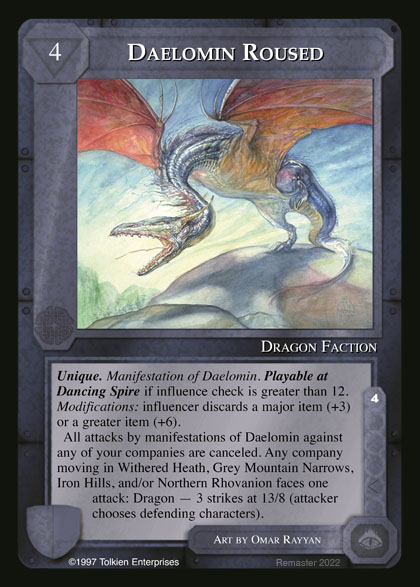 4
Daelomin Roused
Dragon Faction
Unique. Manifestation of Daelomin. Playable at
Dancing Spire if influence check is greater than 12.
Modifications: influencer discards a major item (+3)
or a greater item (+6).
All attacks by manifestations of Daelomin against
any of your companies are canceled. Any company
moving in Withered Heath, Grey Mountain Narrows,
Iron Hills, and/or Northern Rhovanion faces one
attack: Dragon — 3 strikes at 13/8 (attacker
chooses defending characters).
4
Art by Omar Rayyan
©1997 Tolkien Enterprises
Remaster 2022